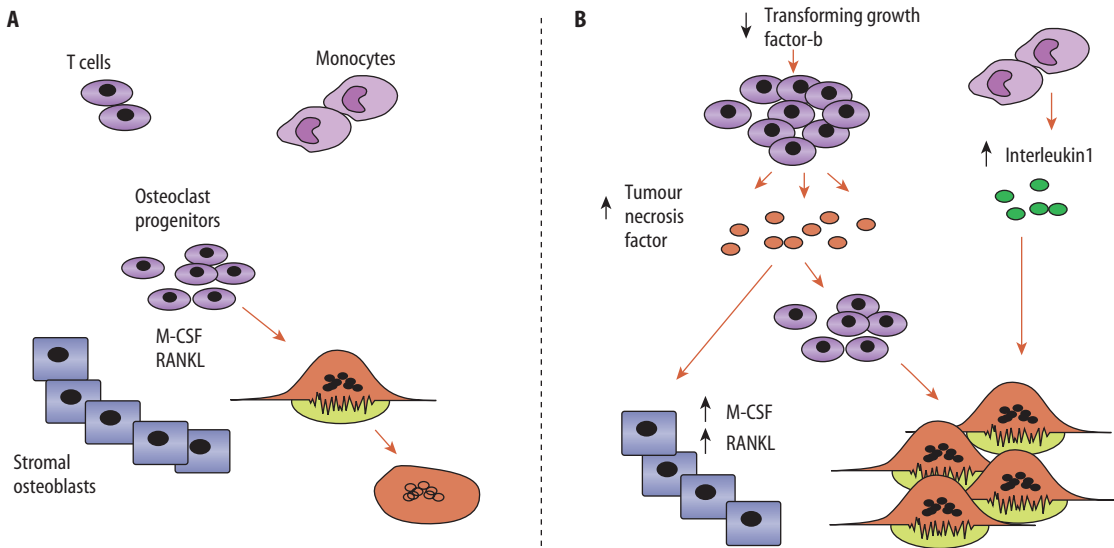 A
T cells
Monocytes
Osteoclast
progenitors
M-CSF
RANKL
Stromal
osteoblasts
B
Transforming growth
factor-b
Interleukin1
Tumour
necrosis
factor
M-CSF
RANKL